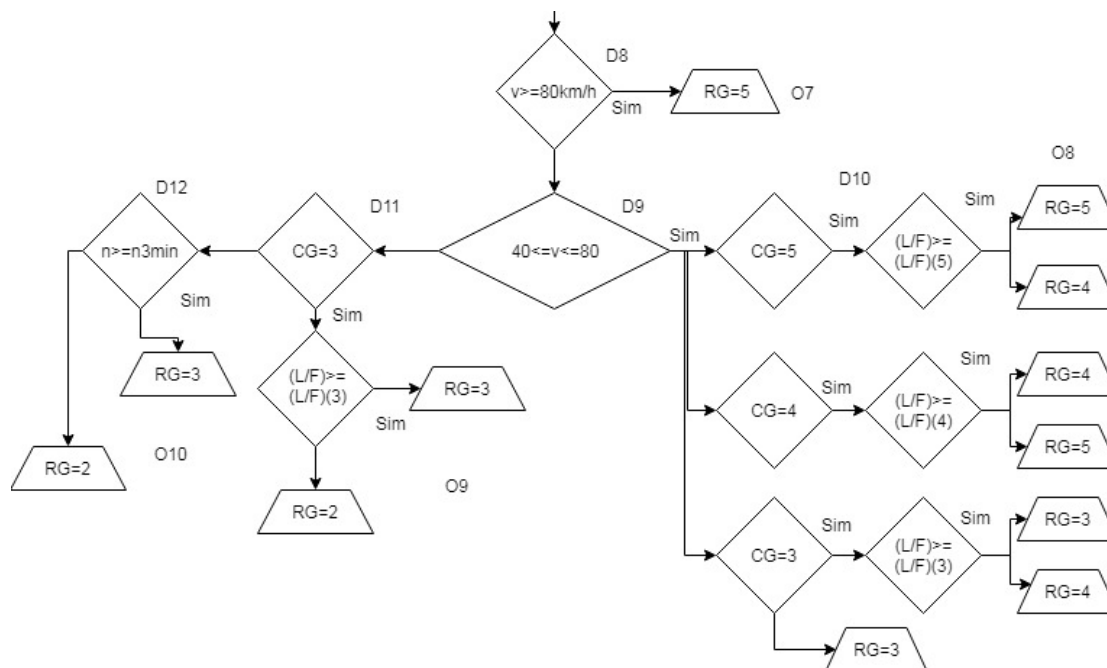 D8
v>=80km/h
Sim
RG=5
O7
O8
D12
D11
D9
D10
Sim
RG=5
n>=n3min
CG=3
40<=v<=80
Sim
CG=5
Sim
(L/F)>=
(L/F)(5)
RG=4
Sim
Sim
RG=3
(L/F)>=
(L/F)(3)
RG=3
Sim
CG=4
Sim
(L/F)>=
(L/F)(4)
Sim
RG=4
RG=5
RG=2
O10
O9
RG=2
CG=3
Sim
(L/F)>=
(L/F)(3)
Sim
RG=3
RG=4
RG=3